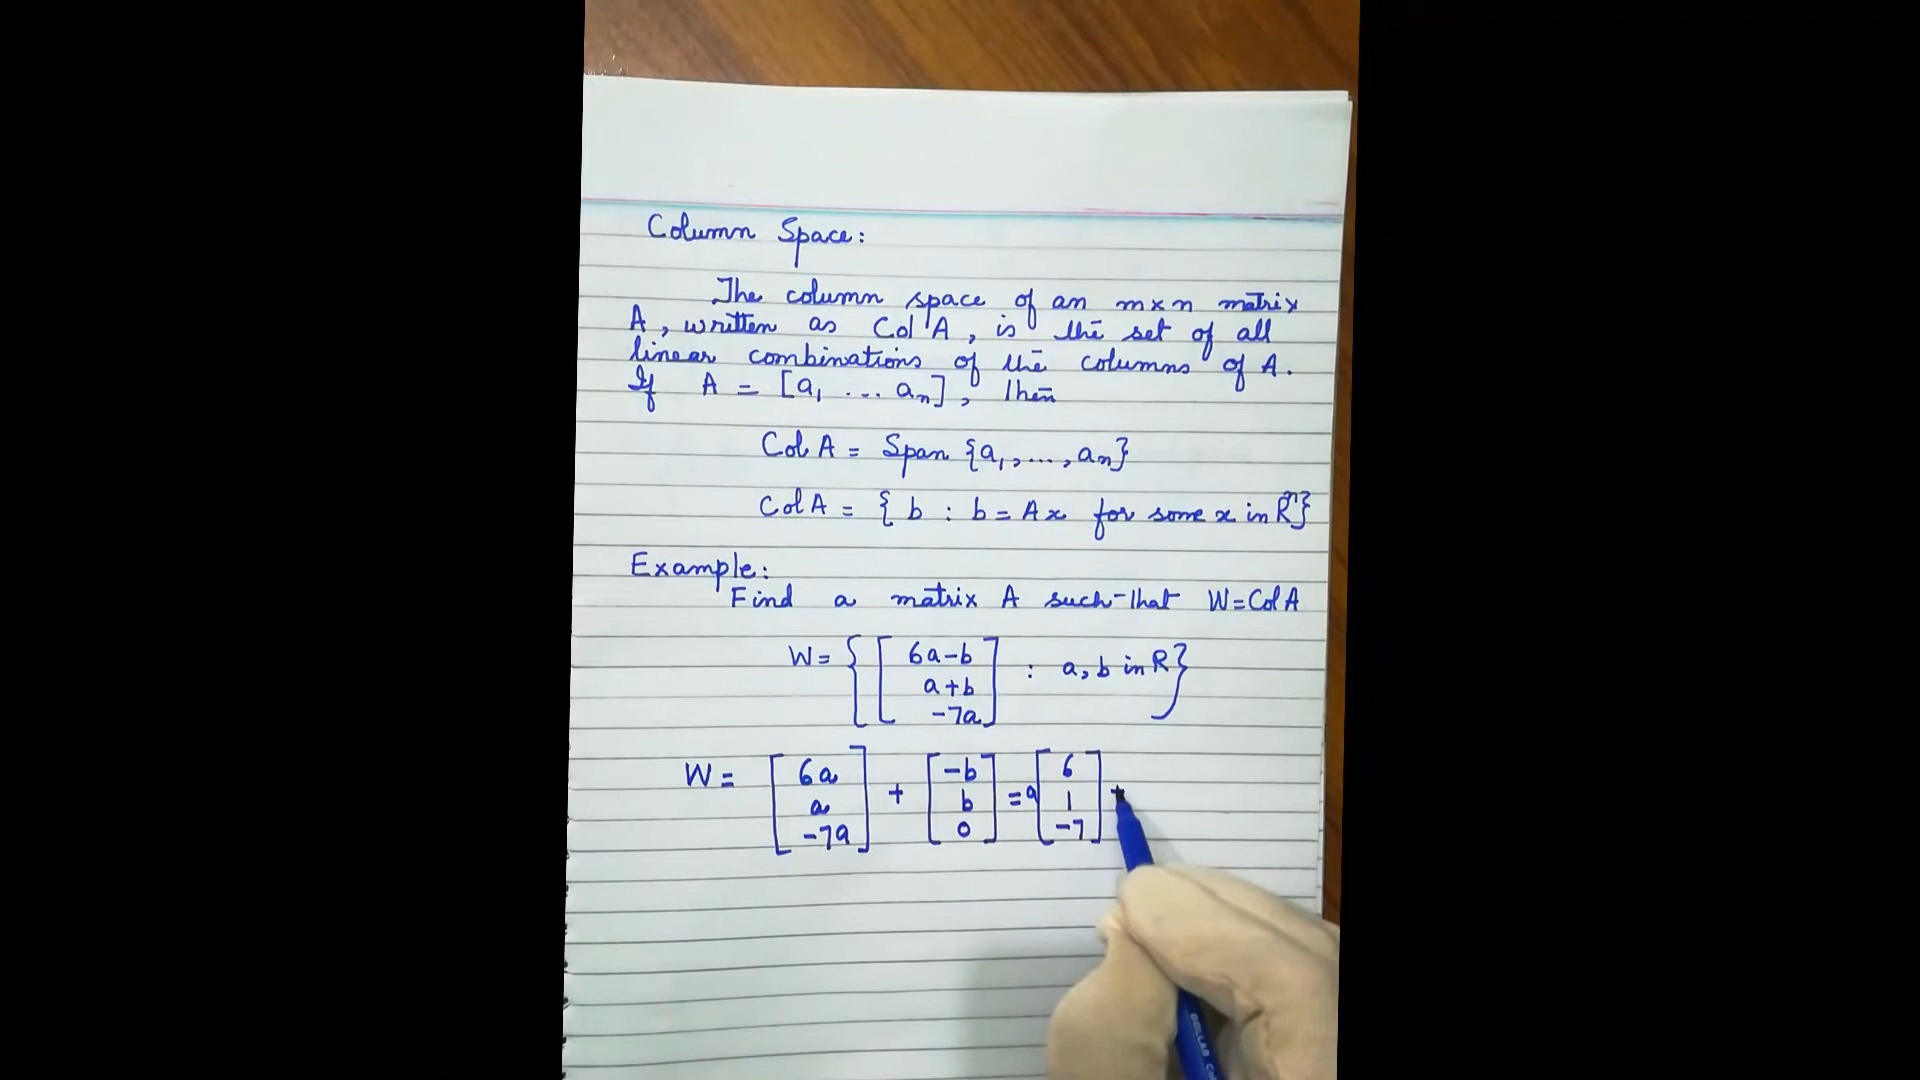 Column Space:
The column space of an m×n matrix
A, written as Col A, is the set of all
linear combinations of the columns of A.
If A = [a₁ ... aₙ], Then
Col A = Span {a₁, ..., aₙ}
Col A = { b : b = Ax for some x in Rⁿ}
Example:
Find a matrix A such that W = Col A
W = { [ 6a-b
a+b
-7a ] : a, b in R }
W = [ 6a
a
-7a ] + [ -b
b
0 ] = a [ 6
1
-7 ] +
DOLLAR